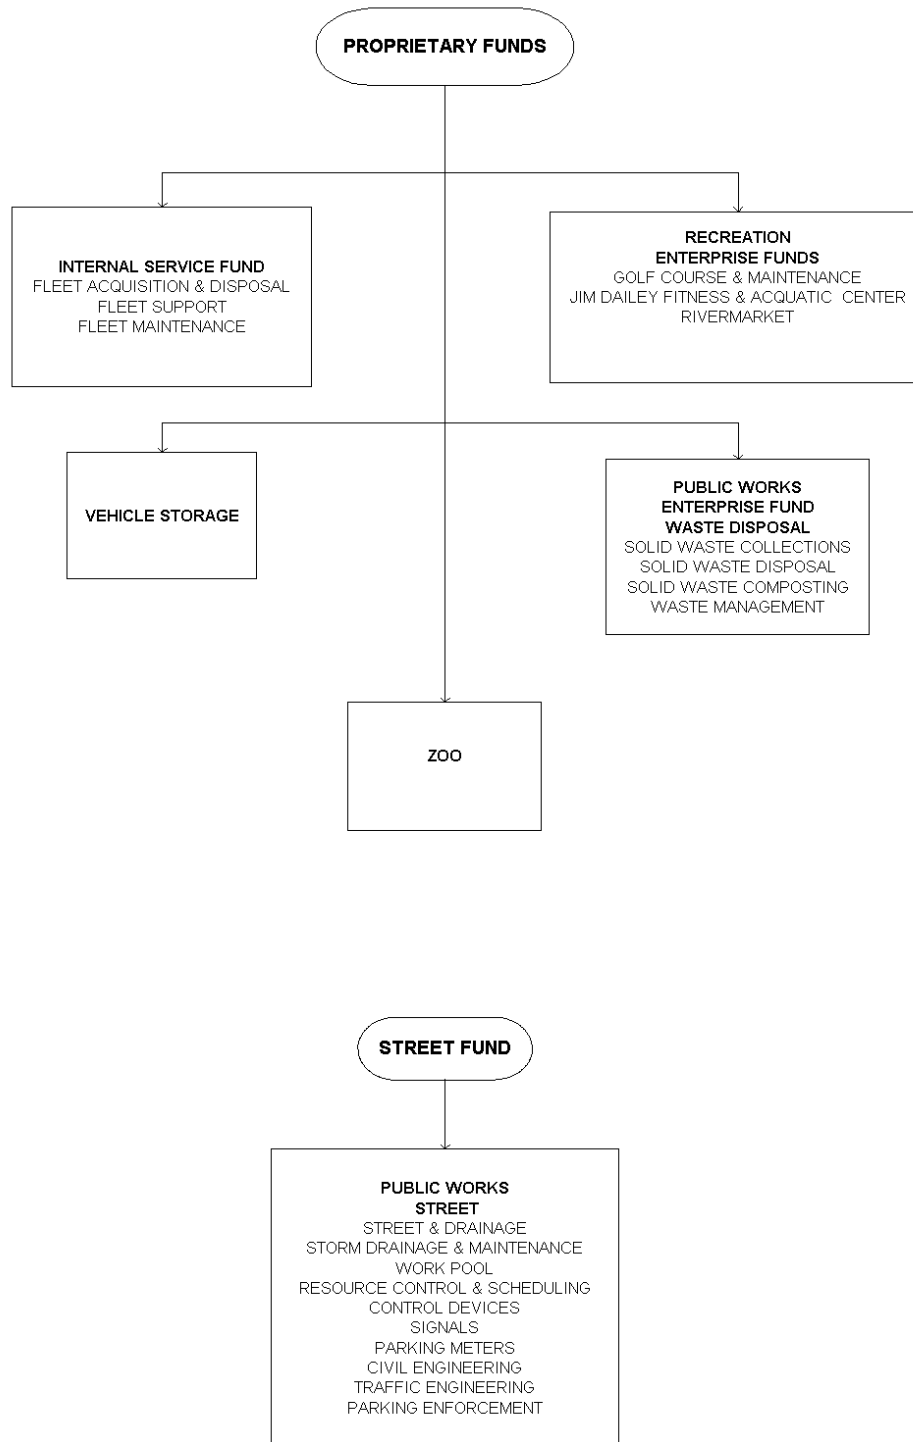 PROPRIETARY FUNDS
INTERNAL SERVICE FUND
FLEET ACQUISITION & DISPOSAL
FLEET SUPPORT
FLEET MAINTENANCE
RECREATION
ENTERPRISE FUNDS
GOLF COURSE & MAINTENANCE
JIM DAILEY FITNESS & ACQUATIC CENTER
RIVERMARKET
VEHICLE STORAGE
PUBLIC WORKS
ENTERPRISE FUND
WASTE DISPOSAL
SOLID WASTE COLLECTIONS
SOLID WASTE DISPOSAL
SOLID WASTE COMPOSTING
WASTE MANAGEMENT
ZOO
STREET FUND
PUBLIC WORKS
STREET
STREET & DRAINAGE
STORM DRAINAGE & MAINTENANCE
WORK POOL
RESOURCE CONTROL & SCHEDULING
CONTROL DEVICES
SIGNALS
PARKING METERS
CIVIL ENGINEERING
TRAFFIC ENGINEERING
PARKING ENFORCEMENT